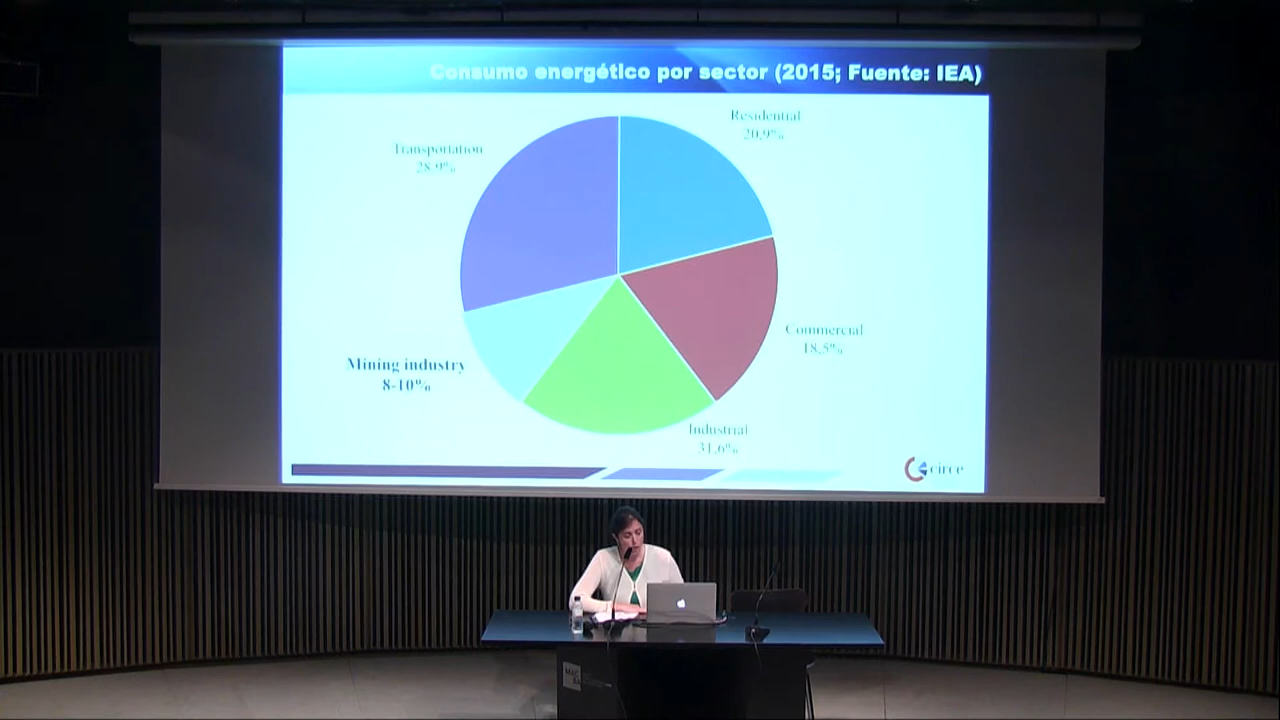 Consumo energético por sector (2015; Fuente: IEA)
Residential
20,9%
Transportation
28,9%
Commercial
18,5%
Mining industry
8-10%
Industrial
31,6%
circe